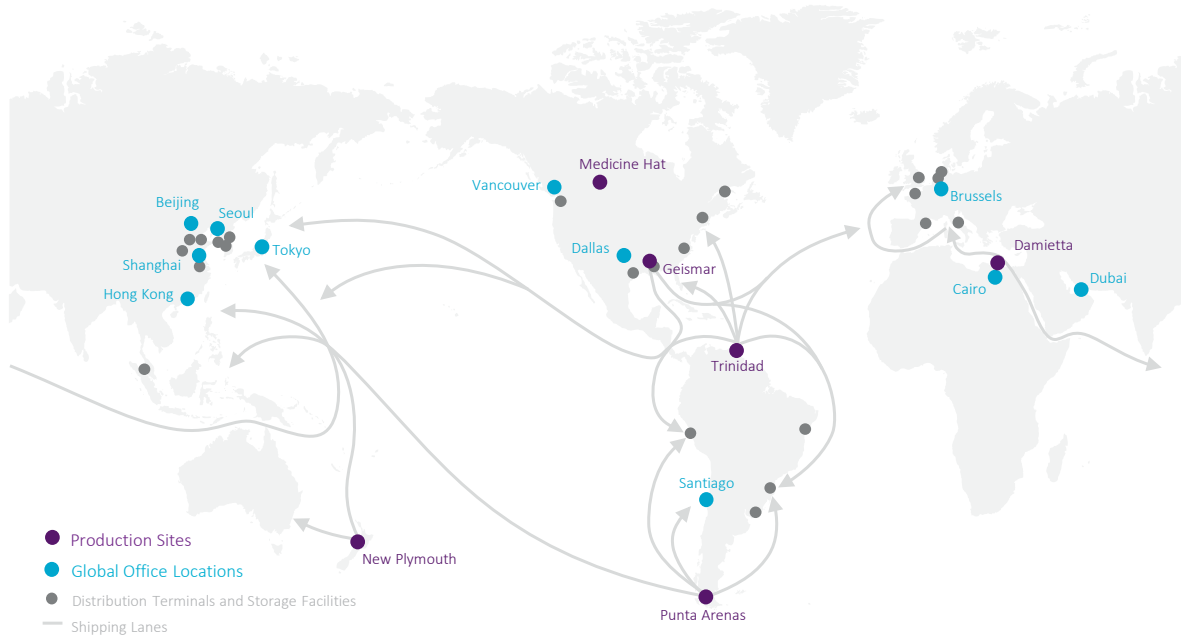 Medicine Hat
Vancouver
Brussels
Beijing
Seoul
Tokyo
Shanghai
Dallas
Geismar
Damietta
Cairo
Dubai
Hong Kong
Trinidad
Santiago
New Plymouth
Punta Arenas
Production Sites
Global Office Locations
Distribution Terminals and Storage Facilities
Shipping Lanes